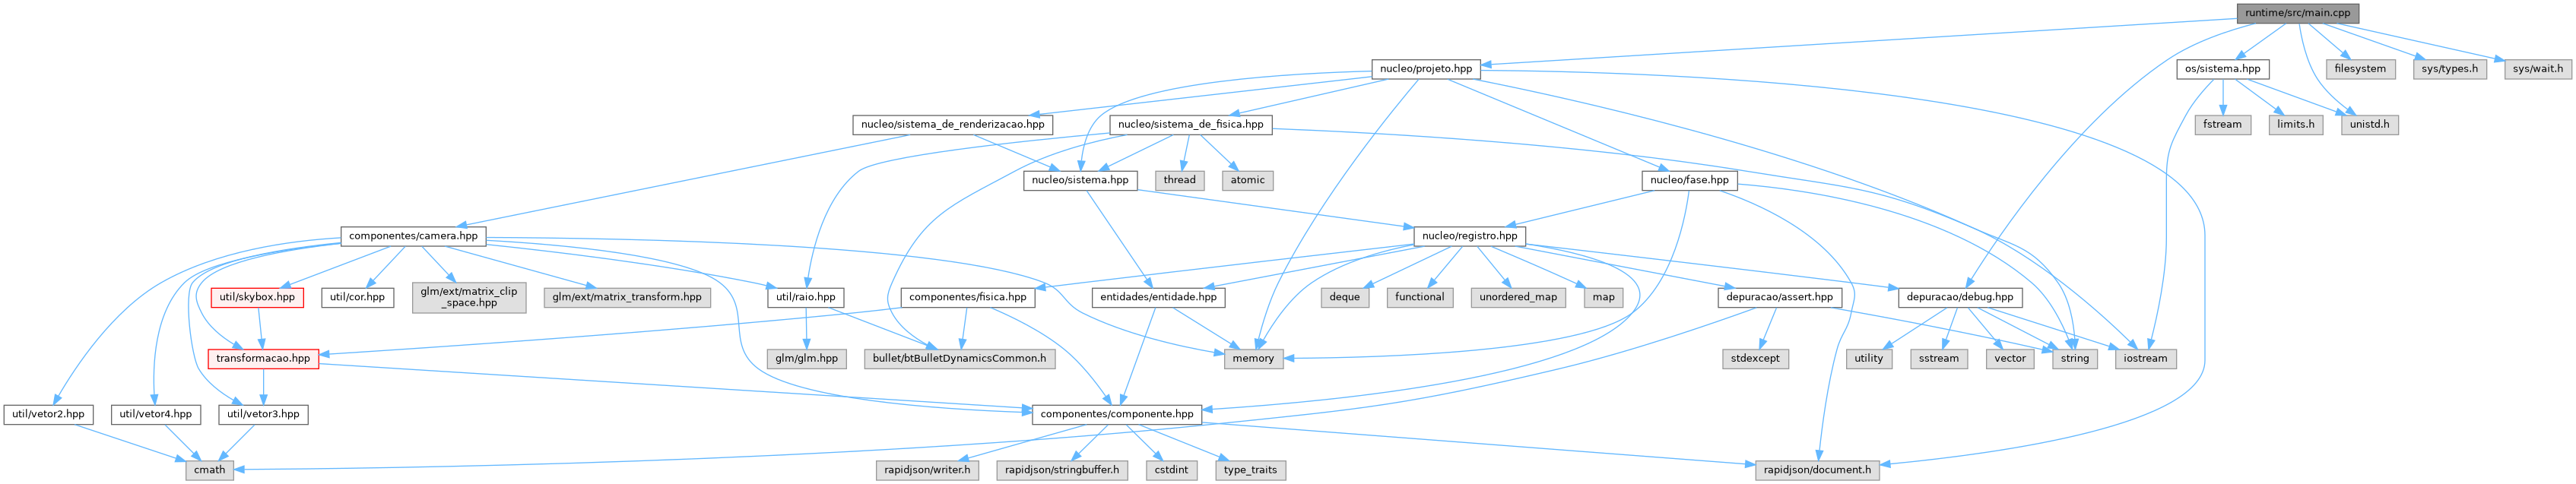 runtime/src/main.cpp
nucleo/projeto.hpp
os/sistema.hpp
filesystem
sys/types.h
sys/wait.h
nucleo/sistema_de_renderizacao.hpp
nucleo/sistema_de_fisica.hpp
fstream
limits.h
unistd.h
nucleo/sistema.hpp
thread
atomic
nucleo/fase.hpp
componentes/camera.hpp
nucleo/registro.hpp
util/skybox.hpp
util/cor.hpp
glm/ext/matrix_clip
_space.hpp
glm/ext/matrix_transform.hpp
util/raio.hpp
componentes/fisica.hpp
entidades/entidade.hpp
deque
functional
unordered_map
map
depuracao/assert.hpp
depuracao/debug.hpp
transformacao.hpp
glm/glm.hpp
bullet/btBulletDynamicsCommon.h
memory
stdexcept
utility
sstream
vector
string
iostream
util/vetor2.hpp
util/vetor4.hpp
util/vetor3.hpp
componentes/componente.hpp
cmath
rapidjson/writer.h
rapidjson/stringbuffer.h
cstdint
type_traits
rapidjson/document.h